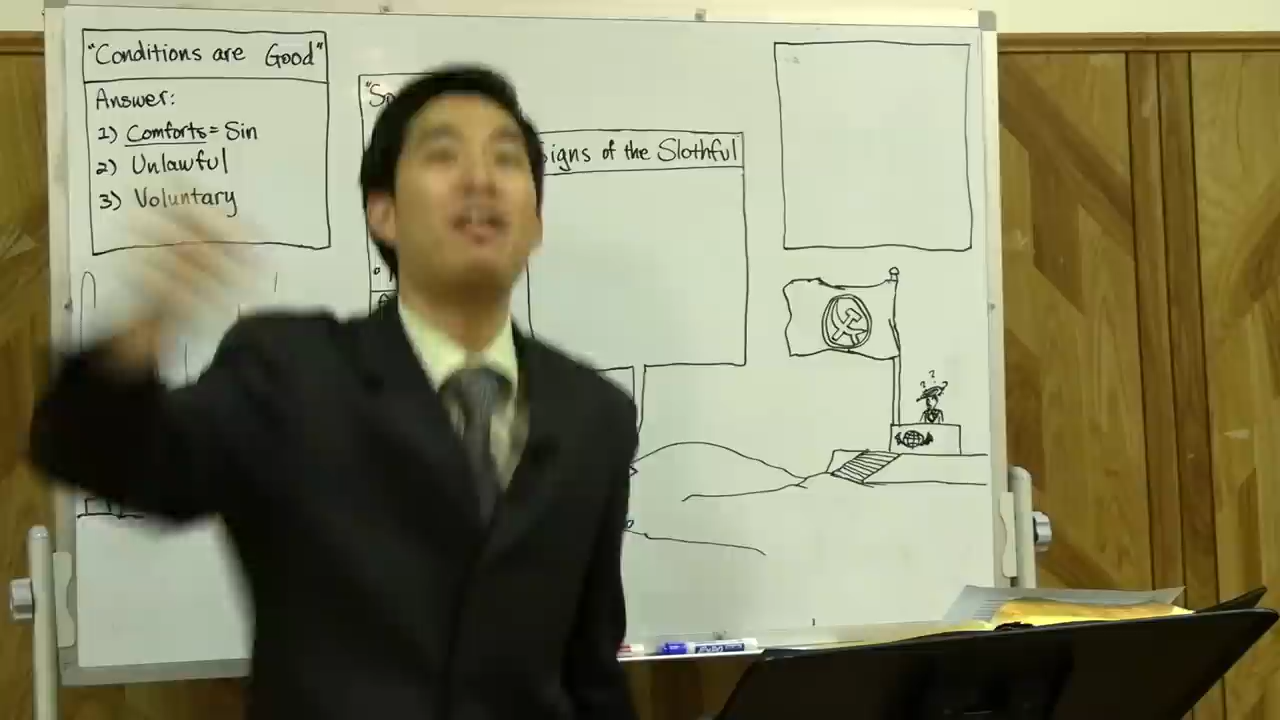 "Conditions are Good"
Answer:
1) Comforts = Sin
2) Unlawful
3) Voluntary
Signs of the Slothful
? ? ?